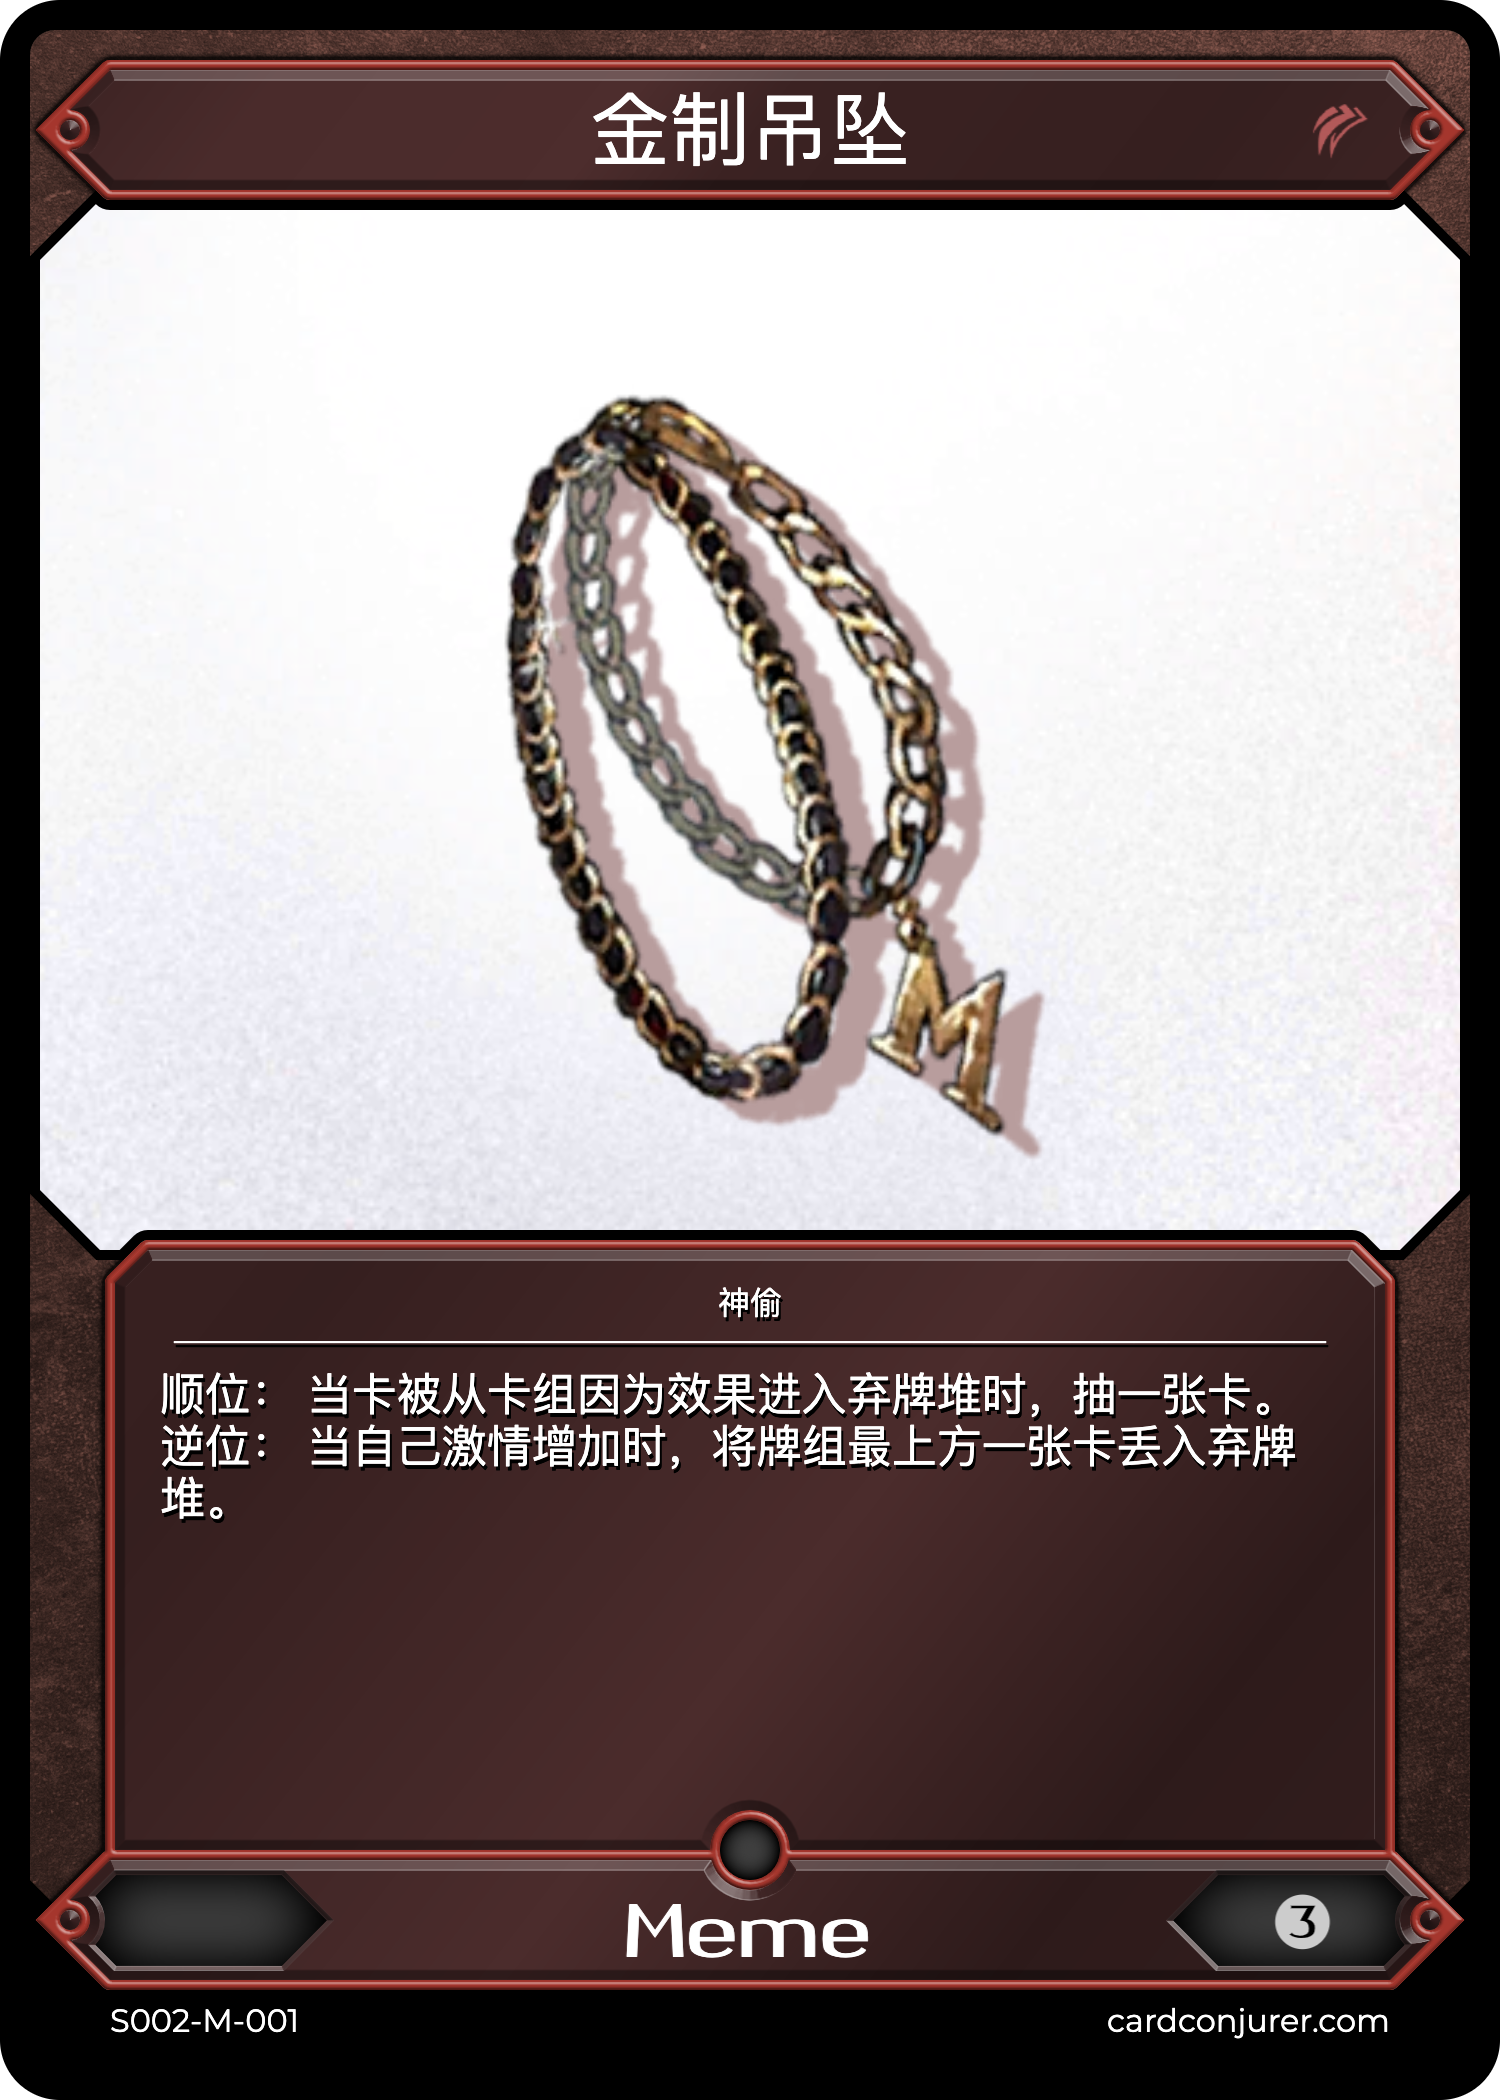 金制吊坠
M
神偷
顺位： 当卡被从卡组因为效果进入弃牌堆时，抽一张卡。
逆位： 当自己激情增加时，将牌组最上方一张卡丢入弃牌
堆。
Meme
3
S002-M-001
cardconjurer.com